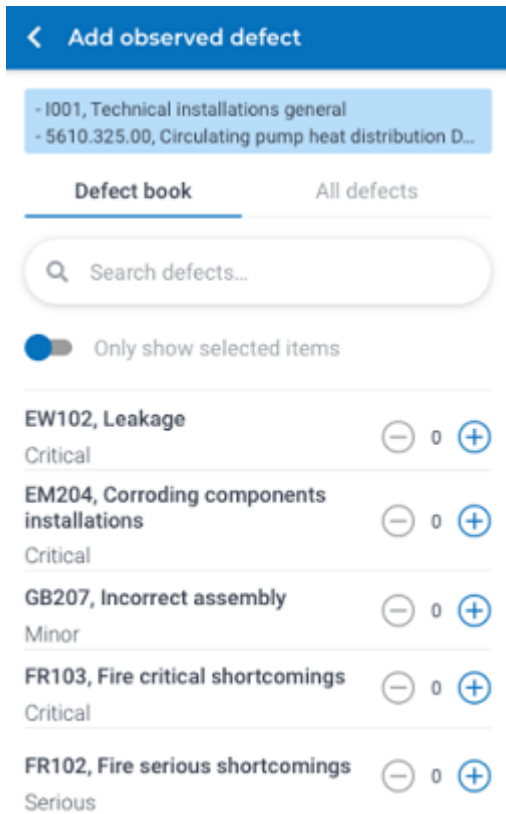 Add observed defect
- I001, Technical installations general
- 5610.325.00, Circulating pump heat distribution D...
Defect book
All defects
Search defects...
Only show selected items
EW102, Leakage
Critical
0
EM204, Corroding components
installations
Critical
0
GB207, Incorrect assembly
Minor
0
FR103, Fire critical shortcomings
Critical
0
FR102, Fire serious shortcomings
Serious
0